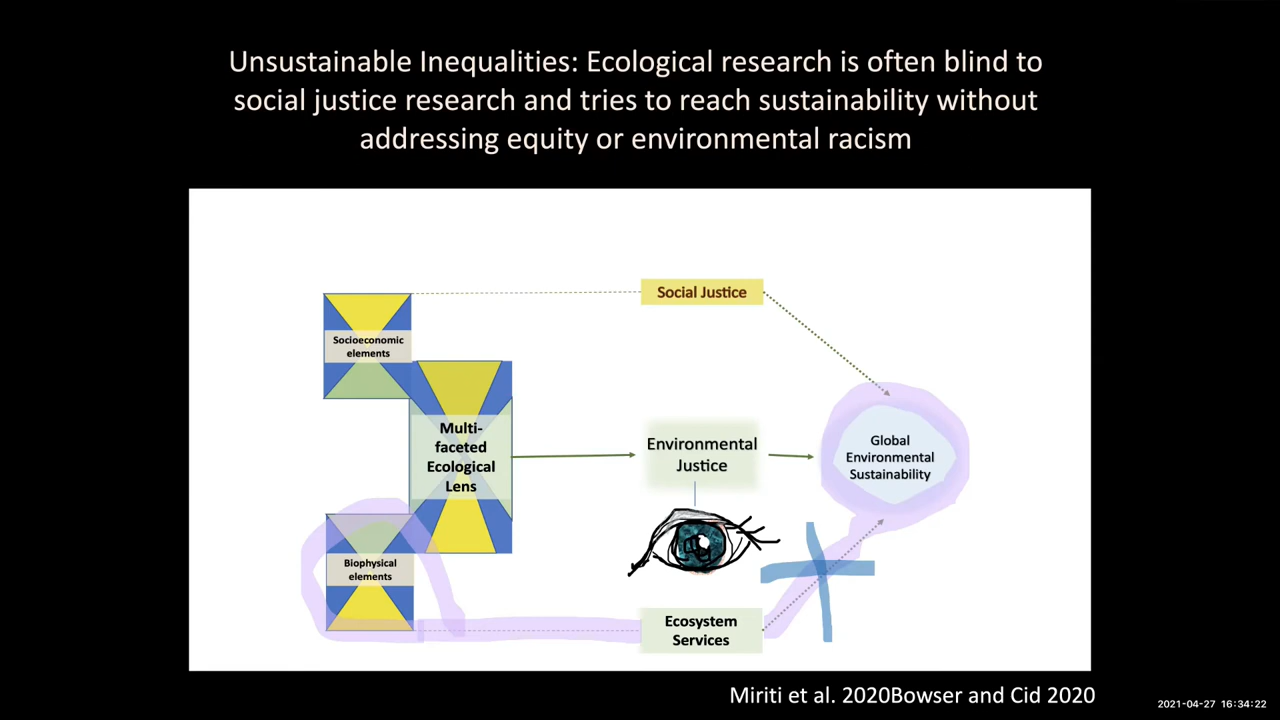 Unsustainable Inequalities: Ecological research is often blind to
social justice research and tries to reach sustainability without
addressing equity or environmental racism
Social Justice
Socioeconomic
elements
Multi-
faceted
Ecological
Lens
Environmental
Justice
Global
Environmental
Sustainability
Biophysical
elements
Ecosystem
Services
Miriti et al. 2020Bowser and Cid 2020
2021-04-27 16:34:22